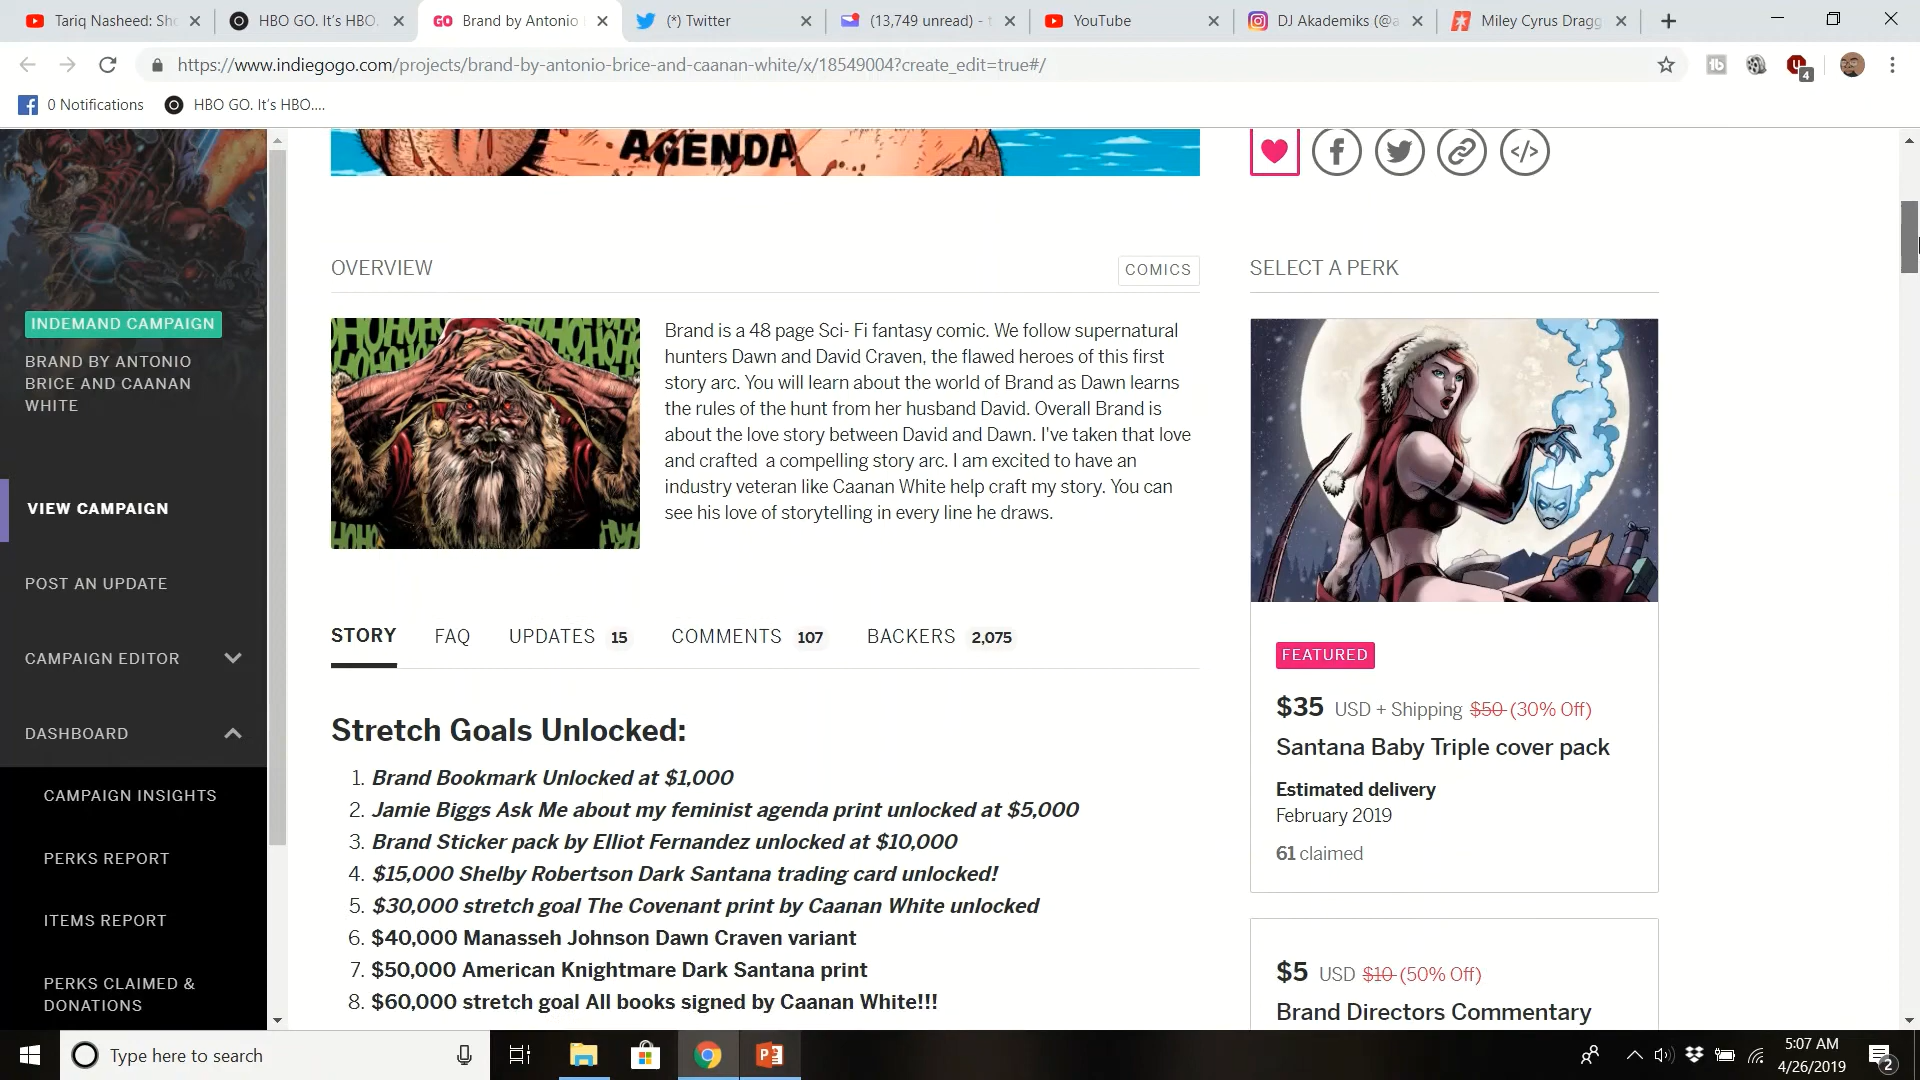 Tariq Nasheed: Sho
HBO GO. It's HBO.
GO Brand by Antonio
(*) Twitter
(13,749 unread) - t
YouTube
DJ Akademiks (@a
Miley Cyrus Dragg
https://www.indiegogo.com/projects/brand-by-antonio-brice-and-caanan-white/x/18549004?create_edit=true#/
tb
4
0 Notifications
HBO GO. It's HBO....
AGENDA
INDEMAND CAMPAIGN
BRAND BY ANTONIO
BRICE AND CAANAN
WHITE
VIEW CAMPAIGN
POST AN UPDATE
CAMPAIGN EDITOR
DASHBOARD
CAMPAIGN INSIGHTS
PERKS REPORT
ITEMS REPORT
PERKS CLAIMED &
DONATIONS
OVERVIEW
COMICS
HOHO
HOHOHO
Brand is a 48 page Sci- Fi fantasy comic. We follow supernatural
hunters Dawn and David Craven, the flawed heroes of this first
story arc. You will learn about the world of Brand as Dawn learns
the rules of the hunt from her husband David. Overall Brand is
about the love story between David and Dawn. I've taken that love
and crafted a compelling story arc. I am excited to have an
industry veteran like Caanan White help craft my story. You can
see his love of storytelling in every line he draws.
STORY FAQ UPDATES 15 COMMENTS 107 BACKERS 2,075
Stretch Goals Unlocked:
1. Brand Bookmark Unlocked at $1,000
2. Jamie Biggs Ask Me about my feminist agenda print unlocked at $5,000
3. Brand Sticker pack by Elliot Fernandez unlocked at $10,000
4. $15,000 Shelby Robertson Dark Santana trading card unlocked!
5. $30,000 stretch goal The Covenant print by Caanan White unlocked
6. $40,000 Manasseh Johnson Dawn Craven variant
7. $50,000 American Knightmare Dark Santana print
8. $60,000 stretch goal All books signed by Caanan White!!!
SELECT A PERK
FEATURED
$35 USD + Shipping $50 (30% Off)
Santana Baby Triple cover pack
Estimated delivery
February 2019
61 claimed
$5 USD $10 (50% Off)
Brand Directors Commentary
Type here to search
5:07 AM
4/26/2019
2